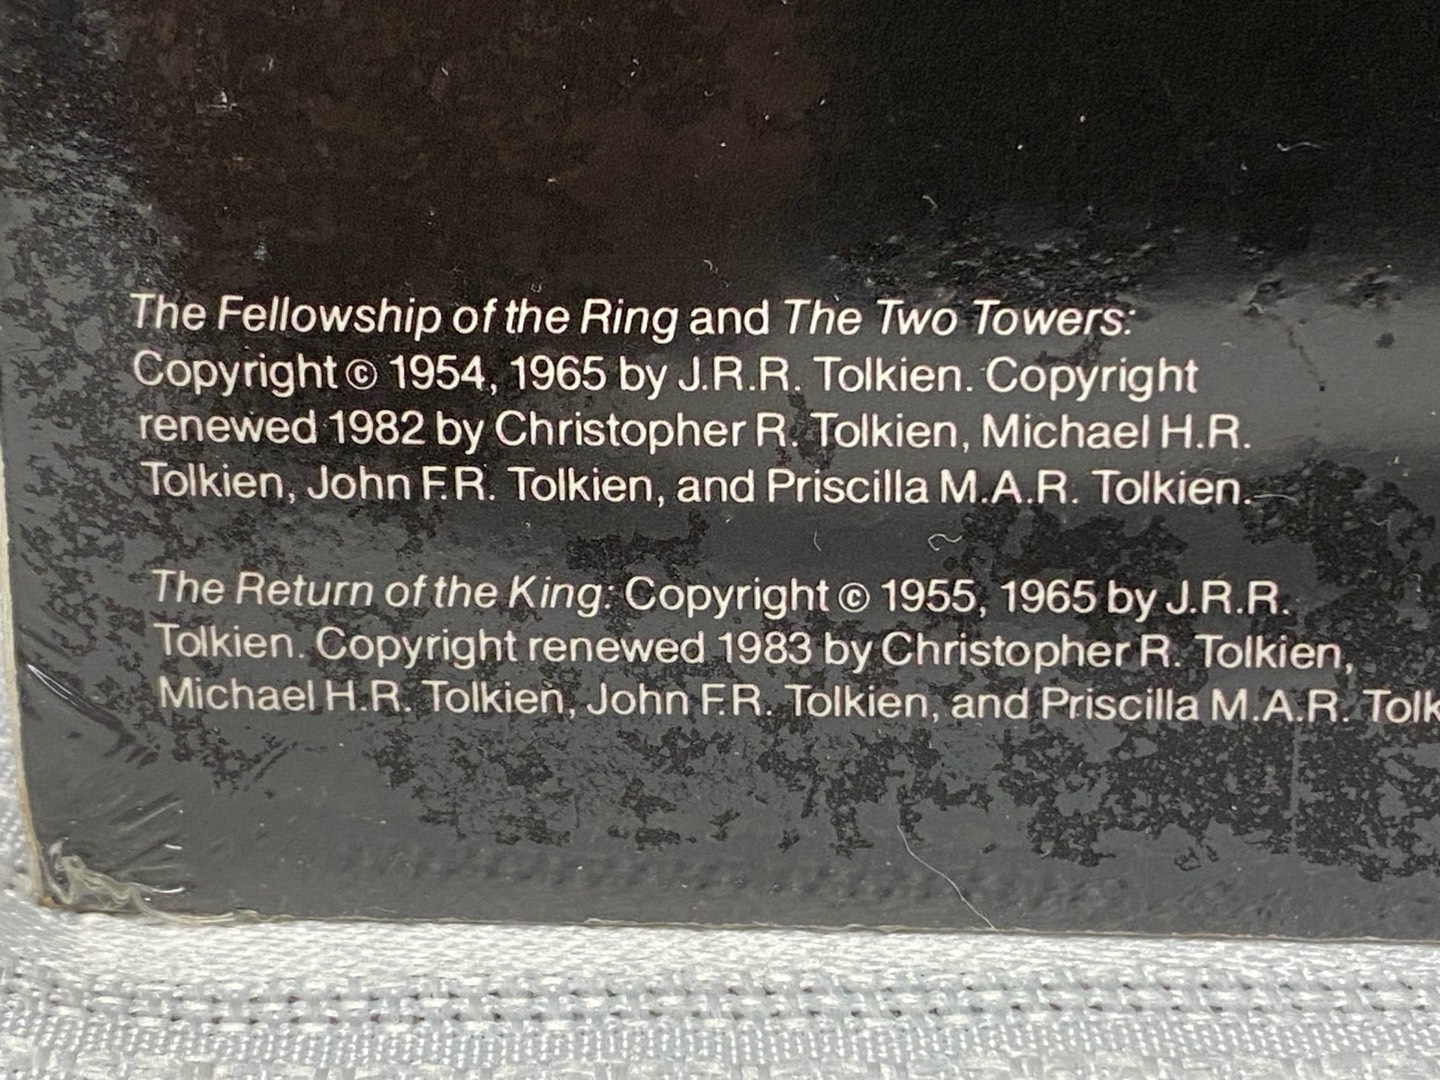 The Fellowship of the Ring and The Two Towers:
Copyright © 1954, 1965 by J.R.R. Tolkien. Copyright
renewed 1982 by Christopher R. Tolkien, Michael H.R.
Tolkien, John F.R. Tolkien, and Priscilla M.A.R. Tolkien.
The Return of the King: Copyright © 1955, 1965 by J.R.R.
Tolkien. Copyright renewed 1983 by Christopher R. Tolkien,
Michael H.R. Tolkien, John F.R. Tolkien, and Priscilla M.A.R. Tolk